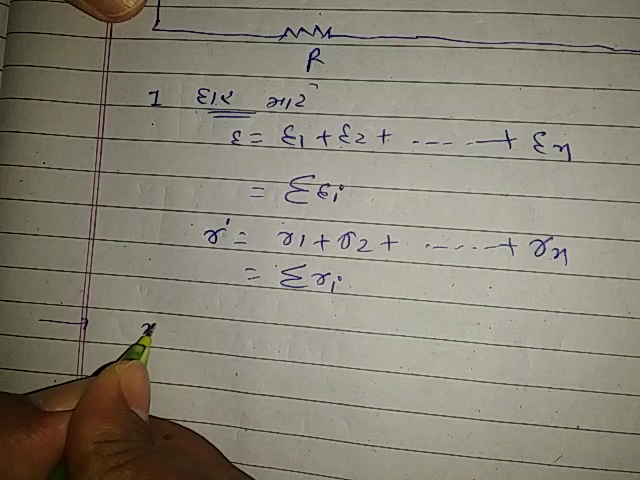 R
ε = ε1 + ε2 + ...... + εn
= Σεi
r' = r1 + r2 + ...... + rn
= Σri
r